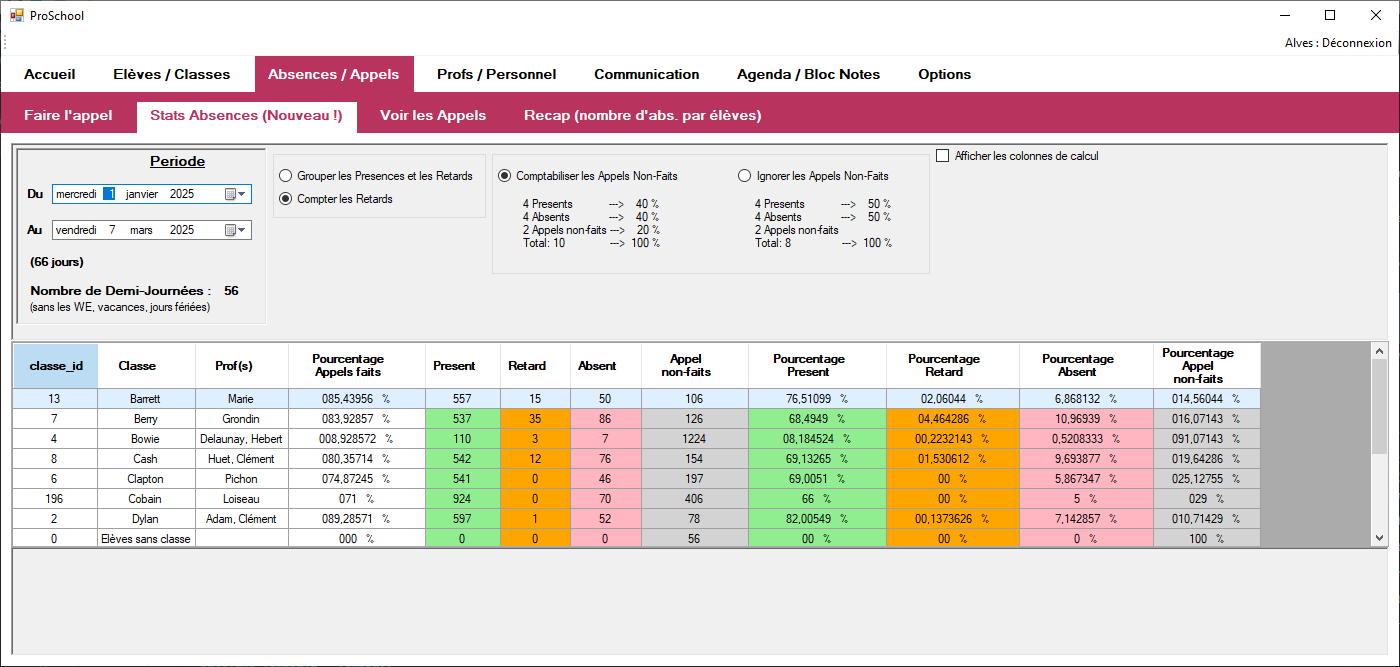 ProSchool
Alves : Déconnexion
Accueil Elèves / Classes Absences / Appels Profs / Personnel Communication Agenda / Bloc Notes Options
Faire l'appel Stats Absences (Nouveau !) Voir les Appels Recap (nombre d'abs. par élèves)
Periode
Du mercredi 1 janvier 2025
Au vendredi 7 mars 2025
(66 jours)
Nombre de Demi-Journées : 56
(sans les WE, vacances, jours fériées)
Grouper les Presences et les Retards
Compter les Retards
Comptabiliser les Appels Non-Faits
4 Presents ---> 40 %
4 Absents ---> 40 %
2 Appels non-faits ---> 20 %
Total: 10 ---> 100 %
Ignorer les Appels Non-Faits
4 Presents ---> 50 %
4 Absents ---> 50 %
2 Appels non-faits
Total: 8 ---> 100 %
Afficher les colonnes de calcul
classe_id Classe Prof(s) Pourcentage Appels faits Present Retard Absent Appel non-faits Pourcentage Present Pourcentage Retard Pourcentage Absent Pourcentage Appel non-faits
13 Barrett Marie 085,43956 % 557 15 50 106 76,51099 % 02,06044 % 6,868132 % 014,56044 %
7 Berry Grondin 083,92857 % 537 35 86 126 68,4949 % 04,464286 % 10,96939 % 016,07143 %
4 Bowie Delaunay, Hebert 008,928572 % 110 3 7 1224 08,184524 % 00,2232143 % 0,5208333 % 091,07143 %
8 Cash Huet, Clément 080,35714 % 542 12 76 154 69,13265 % 01,530612 % 9,693877 % 019,64286 %
6 Clapton Pichon 074,87245 % 541 0 46 197 69,0051 % 00 % 5,867347 % 025,12755 %
196 Cobain Loiseau 071 % 924 0 70 406 66 % 00 % 5 % 029 %
2 Dylan Adam, Clément 089,28571 % 597 1 52 78 82,00549 % 00,1373626 % 7,142857 % 010,71429 %
0 Elèves sans classe 000 % 0 0 0 56 00 % 00 % 0 % 100 %